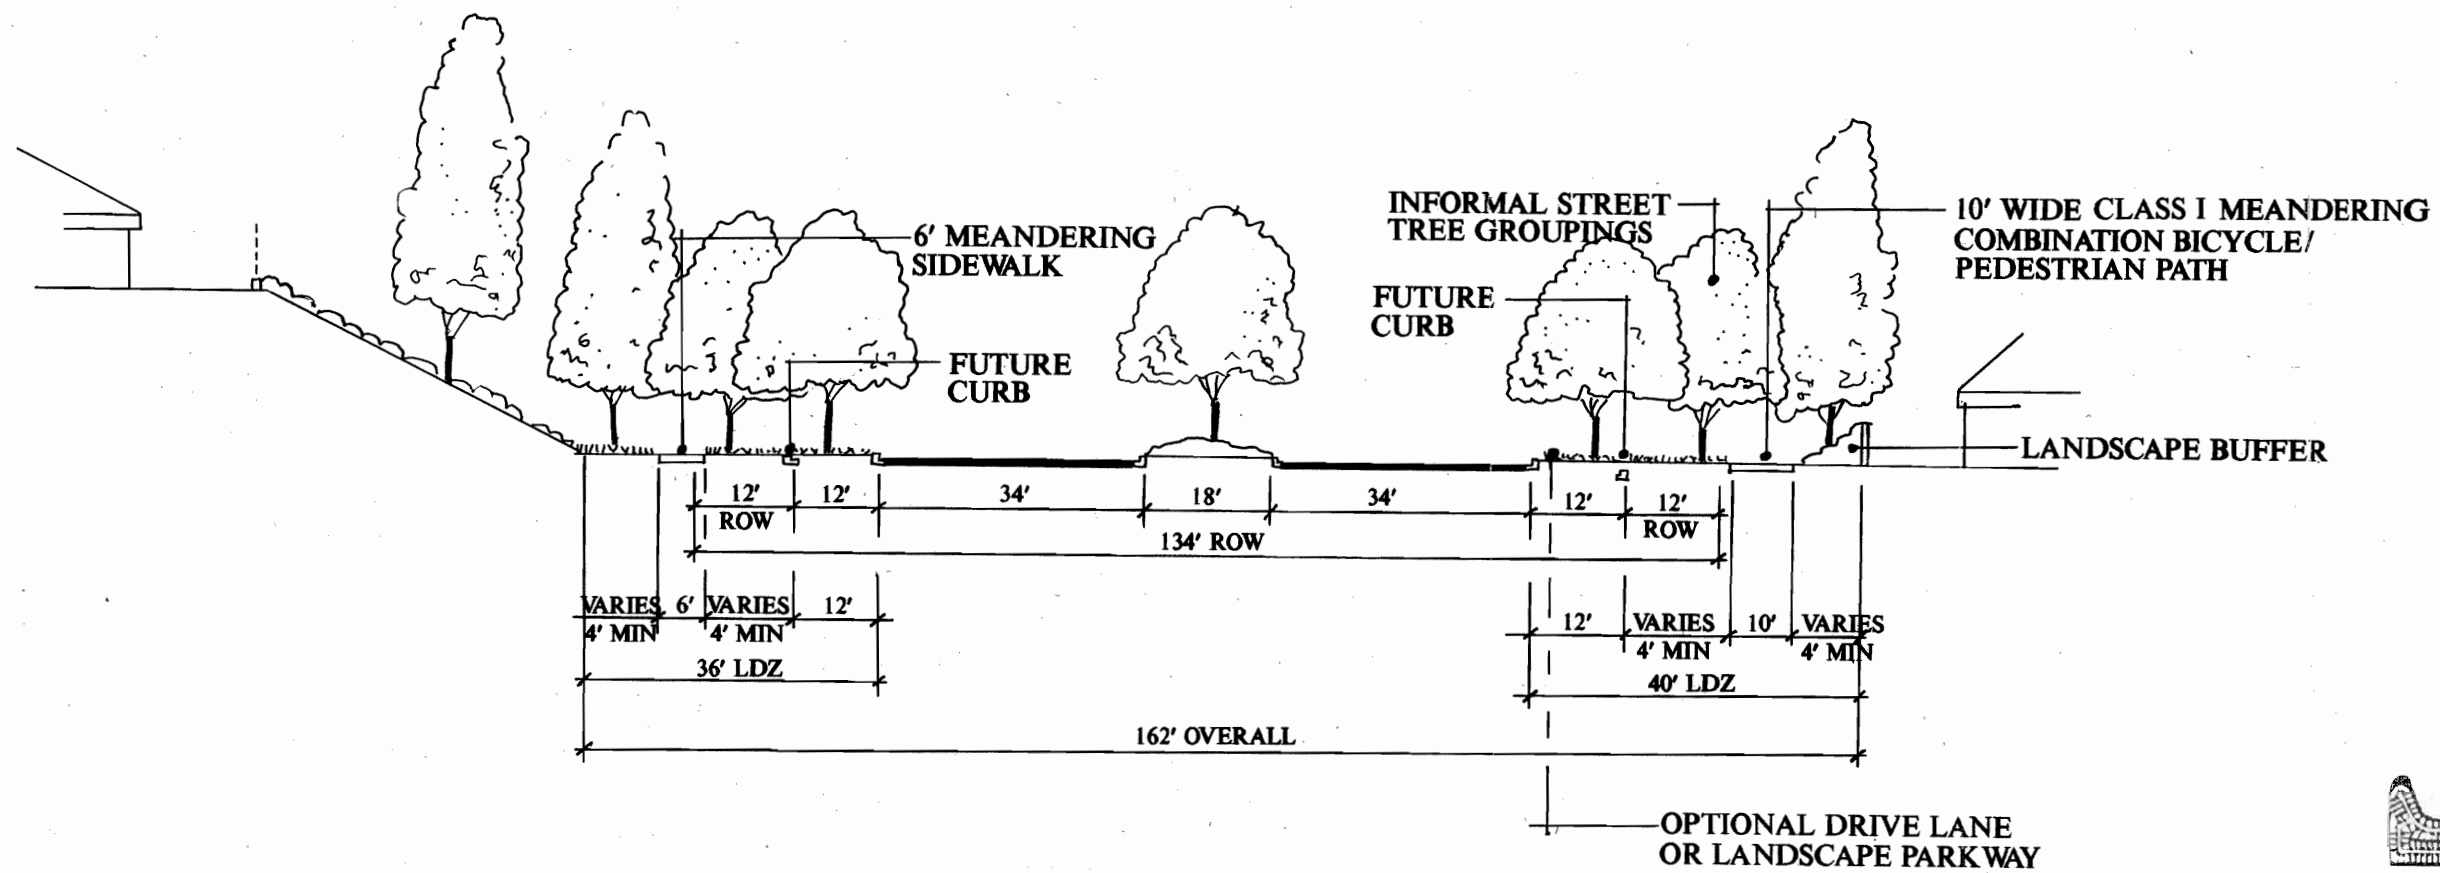 INFORMAL STREET
TREE GROUPINGS
10' WIDE CLASS I MEANDERING
COMBINATION BICYCLE/
PEDESTRIAN PATH
6' MEANDERING
SIDEWALK
FUTURE
CURB
FUTURE
CURB
LANDSCAPE BUFFER
12' 12' 34' 18' 34' 12' 12'
ROW ROW
134' ROW
VARIES 6' VARIES 12' 12' VARIES 10' VARIES
4' MIN 4' MIN 4' MIN 4' MIN
36' LDZ 40' LDZ
162' OVERALL
OPTIONAL DRIVE LANE
OR LANDSCAPE PARKWAY